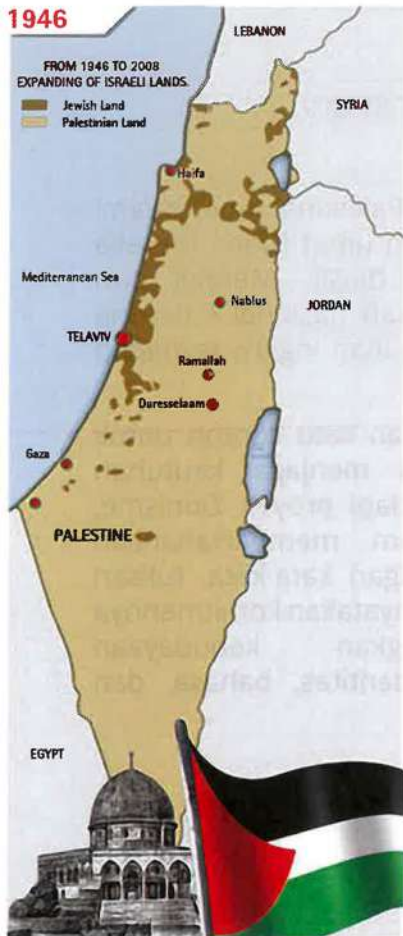 1946
FROM 1946 TO 2008
EXPANDING OF ISRAELI LANDS.
Jewish Land
Palestinian Land
LEBANON
SYRIA
Haifa
Mediterranean Sea
Nablus
JORDAN
TELAVIV
Ramallah
Duresselaam
Gaza
PALESTINE
EGYPT